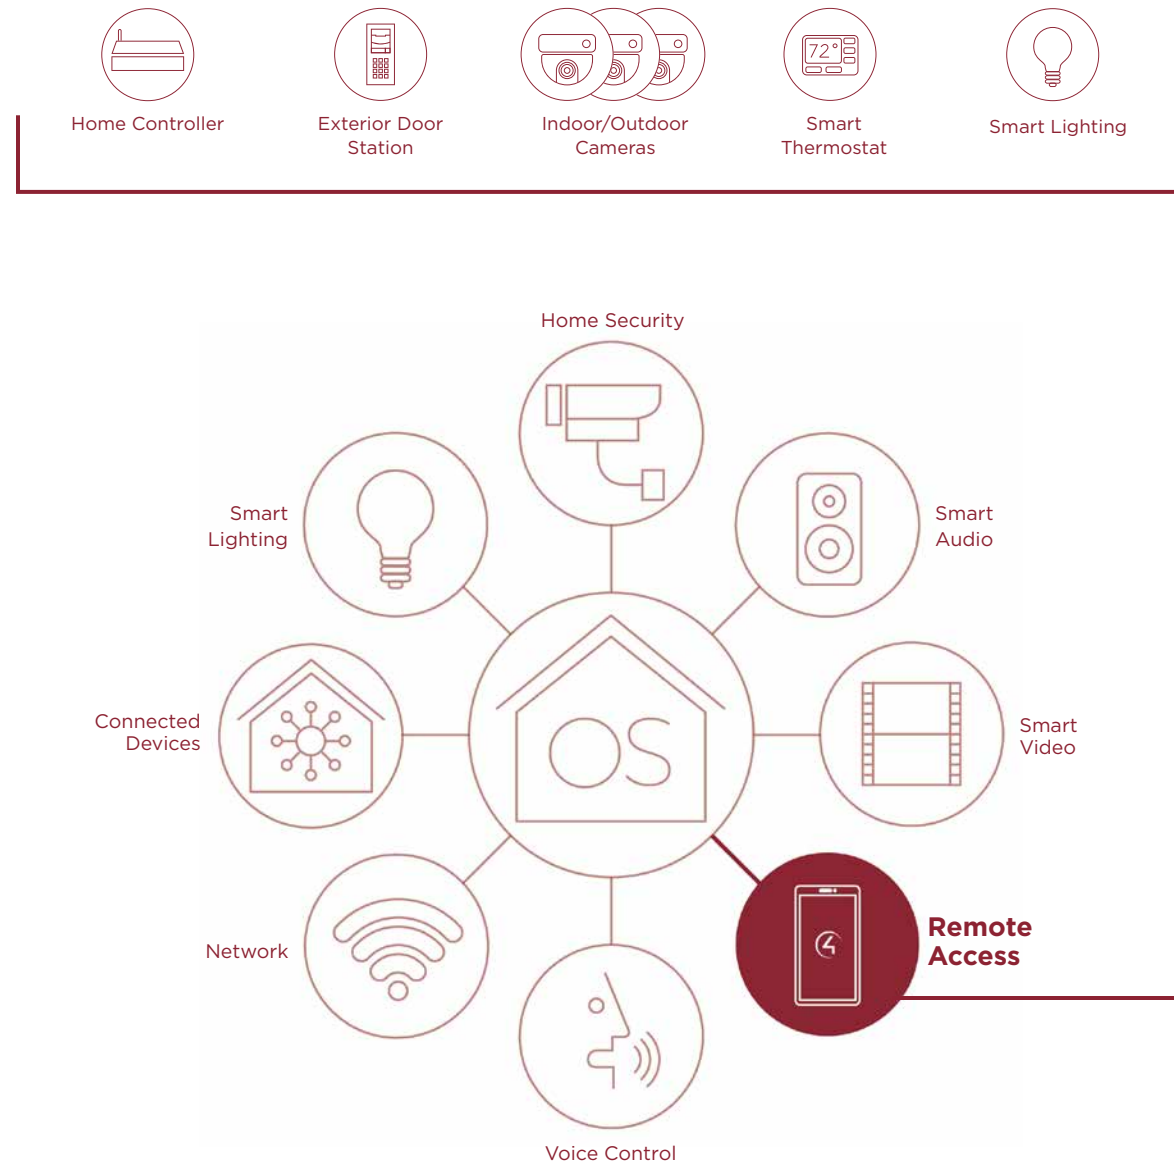 72°
Home Controller
Exterior Door
Station
Indoor/Outdoor
Cameras
Smart
Thermostat
Smart Lighting
Home Security
Smart
Lighting
Smart
Audio
Connected
Devices
OS
Smart
Video
Network
4
Remote
Access
Voice Control